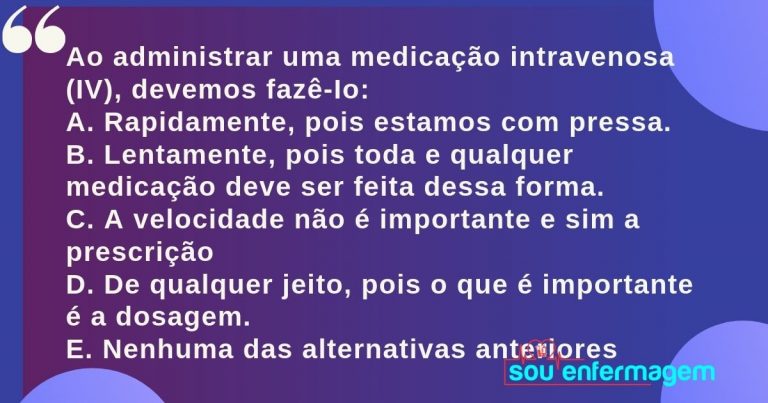 Ao administrar uma medicação intravenosa
(IV), devemos fazê-lo:
A. Rapidamente, pois estamos com pressa.
B. Lentamente, pois toda e qualquer
medicação deve ser feita dessa forma.
C. A velocidade não é importante e sim a
prescrição
D. De qualquer jeito, pois o que é importante
é a dosagem.
E. Nenhuma das alternativas anteriores
sou enfermagem